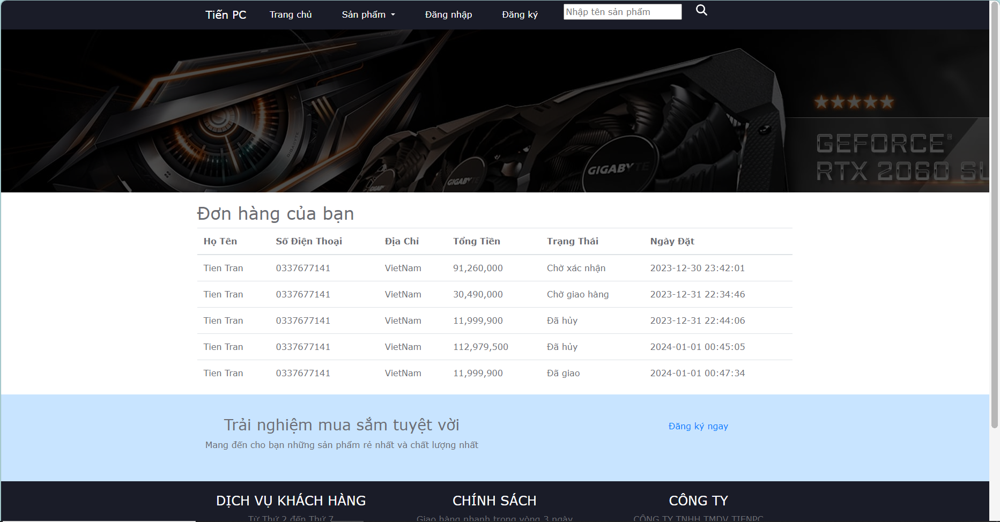 Tiến PC Trang chủ Sản phẩm Đăng nhập Đăng ký Nhập tên sản phẩm
GIGABYTE
GEFORCE®
GIGABYTE GIGABYTE GIGABYTE RTX 2060
Đơn hàng của bạn
Họ Tên Số Điện Thoại Địa Chỉ Tổng Tiền Trạng Thái Ngày Đặt
Tien Tran 0337677141 VietNam 91,260,000 Chờ xác nhận 2023-12-30 23:42:01
Tien Tran 0337677141 VietNam 30,490,000 Chờ giao hàng 2023-12-31 22:34:46
Tien Tran 0337677141 VietNam 11,999,900 Đã hủy 2023-12-31 22:44:06
Tien Tran 0337677141 VietNam 112,979,500 Đã hủy 2024-01-01 00:45:05
Tien Tran 0337677141 VietNam 11,999,900 Đã giao 2024-01-01 00:47:34
Trải nghiệm mua sắm tuyệt vời Đăng ký ngay
Mang đến cho bạn những sản phẩm rẻ nhất và chất lượng nhất
DỊCH VỤ KHÁCH HÀNG CHÍNH SÁCH CÔNG TY
Từ Thứ 2 đến Thứ 7 Giao hàng nhanh trong vòng 3 ngày CÔNG TY TNHH TMDV TIENPC